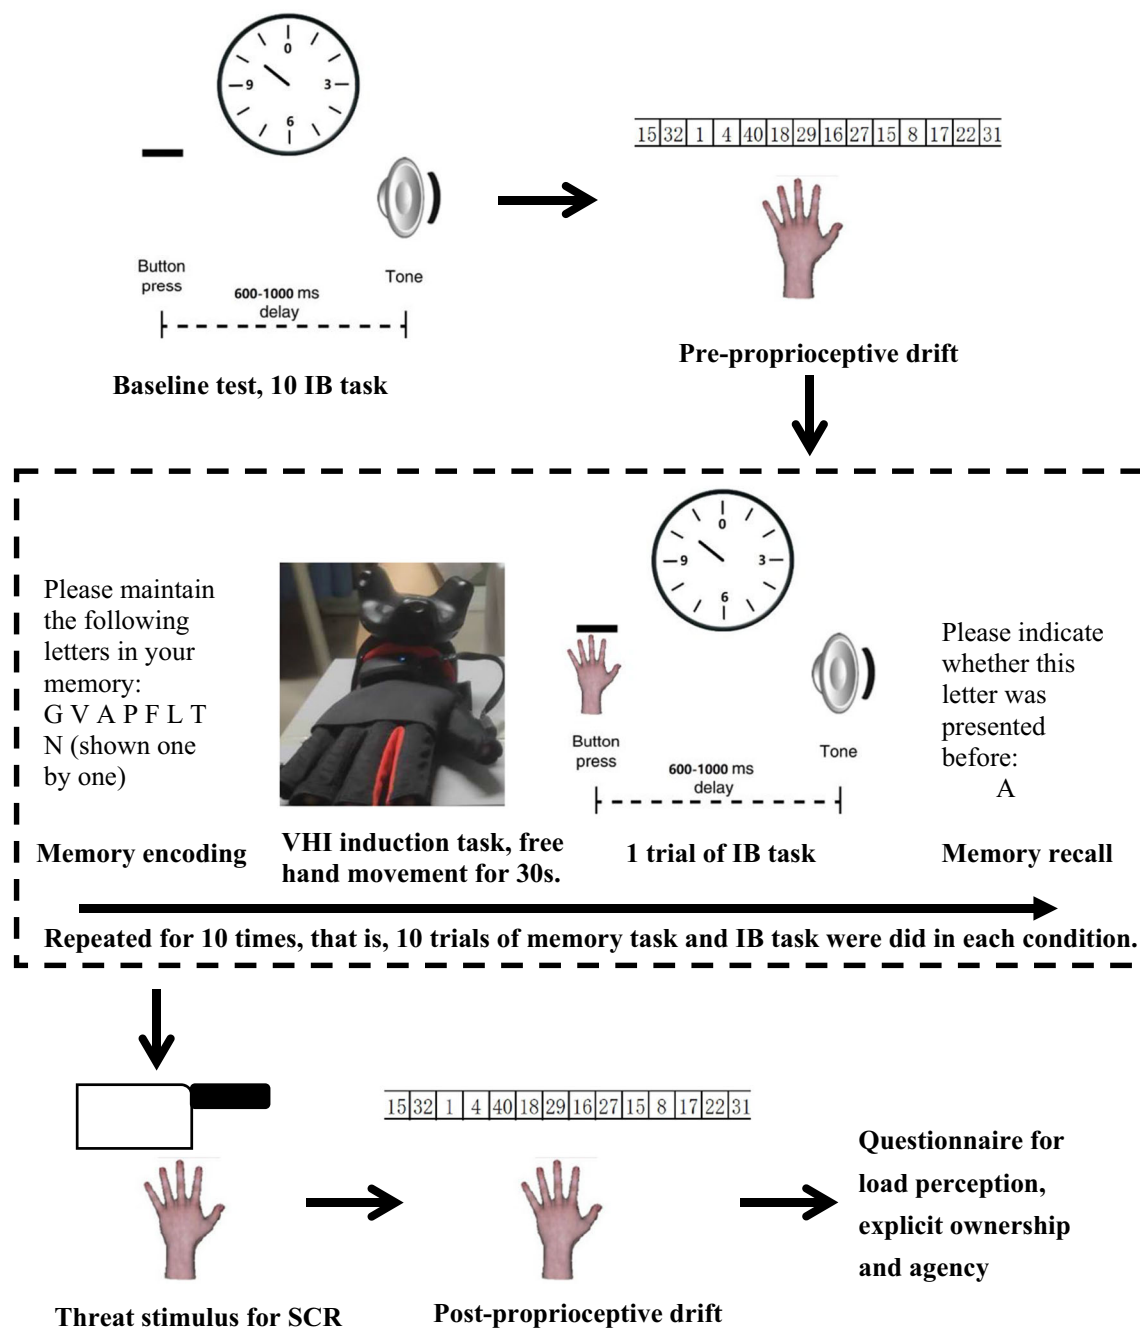 0
9
3
6
Button
press
Tone
600-1000 ms
delay
Baseline test, 10 IB task
15 32 1 4 40 18 29 16 27 15 8 17 22 31
Pre-proprioceptive drift
Please maintain
the following
letters in your
memory:
G V A P F L T
N (shown one
by one)
Memory encoding
VHI induction task, free
hand movement for 30s.
0
9
3
6
Button
press
Tone
600-1000 ms
delay
1 trial of IB task
Please indicate
whether this
letter was
presented
before:
A
Memory recall
Repeated for 10 times, that is, 10 trials of memory task and IB task were did in each condition.
Threat stimulus for SCR
15 32 1 4 40 18 29 16 27 15 8 17 22 31
Post-proprioceptive drift
Questionnaire for
load perception,
explicit ownership
and agency